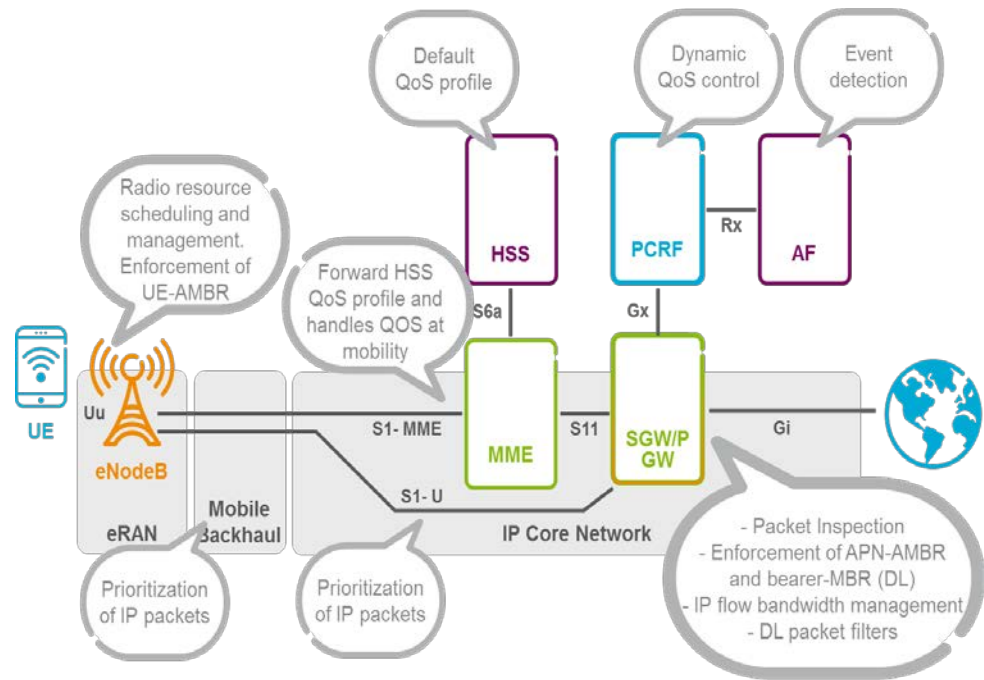 Default
QoS profile
Dynamic
QoS control
Event
detection
Radio resource
scheduling and
management.
Enforcement of
UE-AMBR
HSS
PCRF
Rx
AF
Forward HSS
QoS profile and
handles QOS at
mobility
S6a
Gx
UE
Uu
eNodeB
S1- MME
MME
S11
SGW/P
GW
Gi
S1- U
eRAN
Mobile
Backhaul
IP Core Network
Prioritization
of IP packets
Prioritization
of IP packets
- Packet Inspection
- Enforcement of APN-AMBR
and bearer-MBR (DL)
- IP flow bandwidth management
- DL packet filters